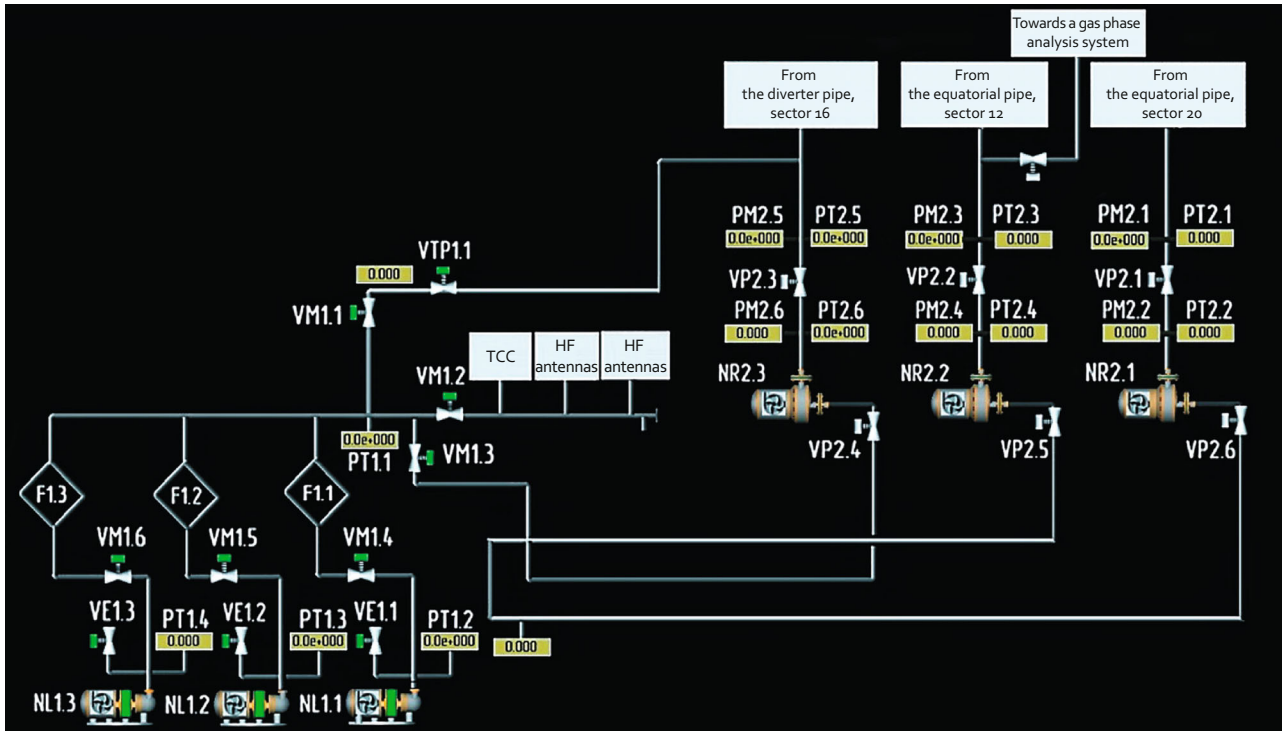 Towards a gas phase
analysis system
From
the diverter pipe,
sector 16
From
the equatorial pipe,
sector 12
From
the equatorial pipe,
sector 20
PM2.5
PT2.5
0.0e+000
0.0e+000
PM2.3
PT2.3
0.0e+000
0.000
PM2.1
PT2.1
0.0e+000
0.000
VTP1.1
0.000
VM1.1
VP2.3
VP2.2
VP2.1
PM2.6
PT2.6
0.000
0.0e+000
PM2.4
PT2.4
0.000
0.000
PM2.2
PT2.2
0.000
0.000
TCC
HF
antennas
HF
antennas
VM1.2
NR2.3
NR2.2
NR2.1
0.0e+000
PT1.1
VM1.3
VP2.4
VP2.5
VP2.6
F1.3
F1.2
F1.1
VM1.6
VM1.5
VM1.4
VE1.3
PT1.4
0.000
VE1.2
PT1.3
0.0e+000
VE1.1
PT1.2
0.0e+000
0.000
NL1.3
NL1.2
NL1.1